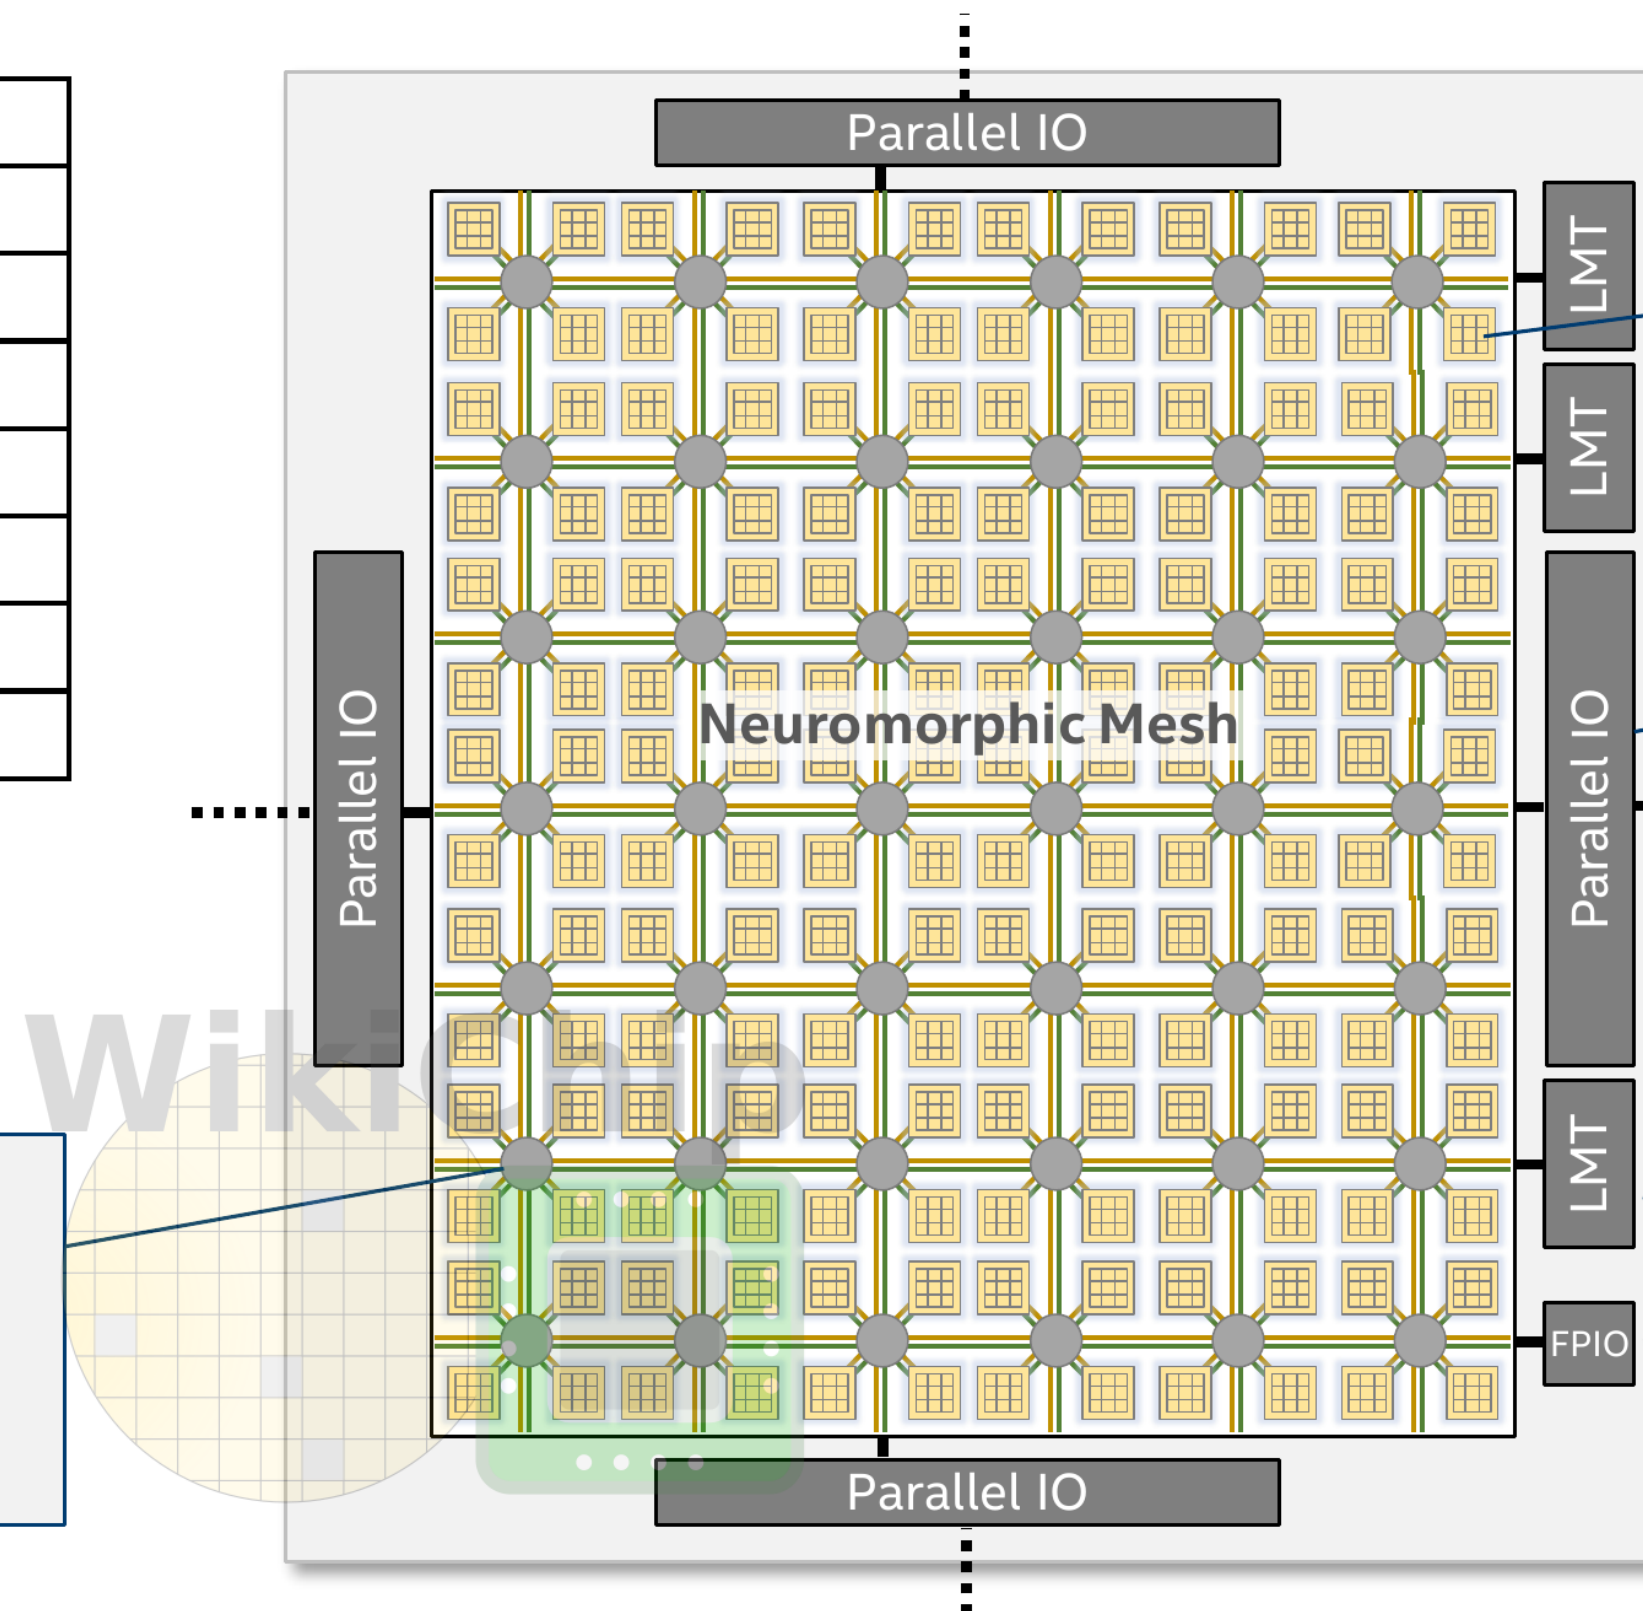 Parallel IO
LMT
LMT
Parallel IO
Neuromorphic Mesh
Parallel IO
WikiChip
LMT
FPIO
Parallel IO